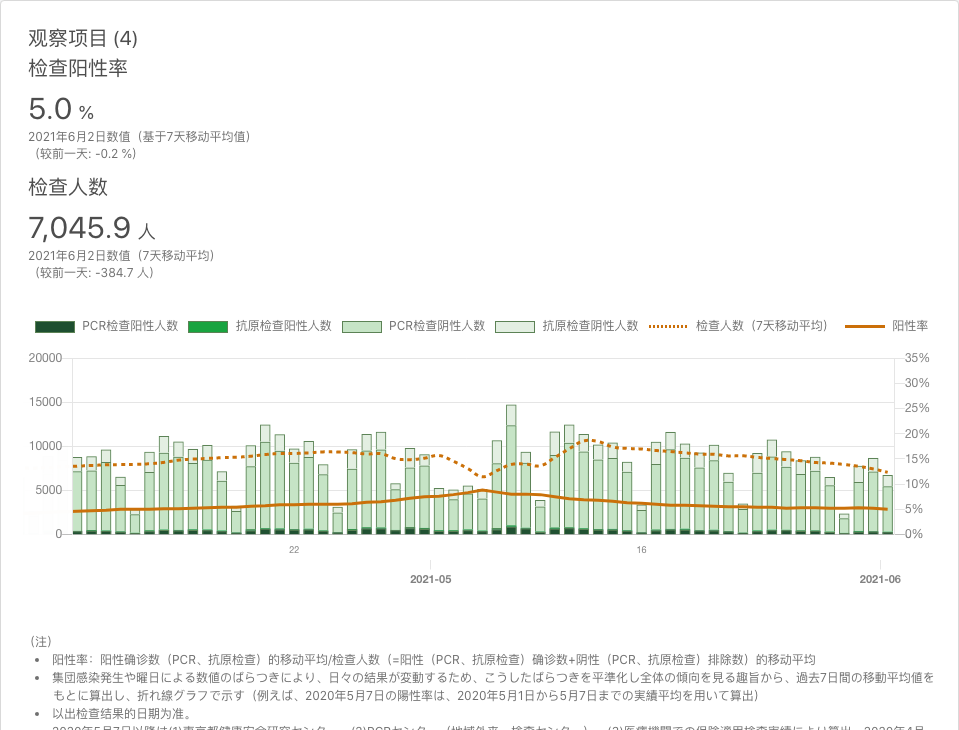 观察项目 (4)
检查阳性率
5.0 %
2021年6月2日数值（基于7天移动平均值）
（较前一天: -0.2 %)
检查人数
7,045.9 人
2021年6月2日数值（7天移动平均）
（较前一天: -384.7 人）
PCR检查阳性人数 抗原检查阳性人数 PCR检查阴性人数 抗原检查阴性人数 检查人数（7天移动平均） 阳性率
20000 35%
30%
15000
25%
10000 20%
15%
5000 10%
5%
0 0%
22 16
2021-05 2021-06
（注）
• 阳性率：阳性确诊数（PCR、抗原检查）的移动平均/检查人数（=阳性（PCR、抗原检查）确诊数+阴性（PCR、抗原检查）排除数）的移动平均
• 集団感染発生や曜日による数値のばらつきにより、日々の結果が変動するため、こうしたばらつきを平準化し全体の傾向を見る趣旨から、過去7日間の移動平均値を
もとに算出し、折れ線グラフで示す（例えば、2020年5月7日の陽性率は、2020年5月1日から5月7日までの実績平均を用いて算出）
• 以出检查结果的日期为准。